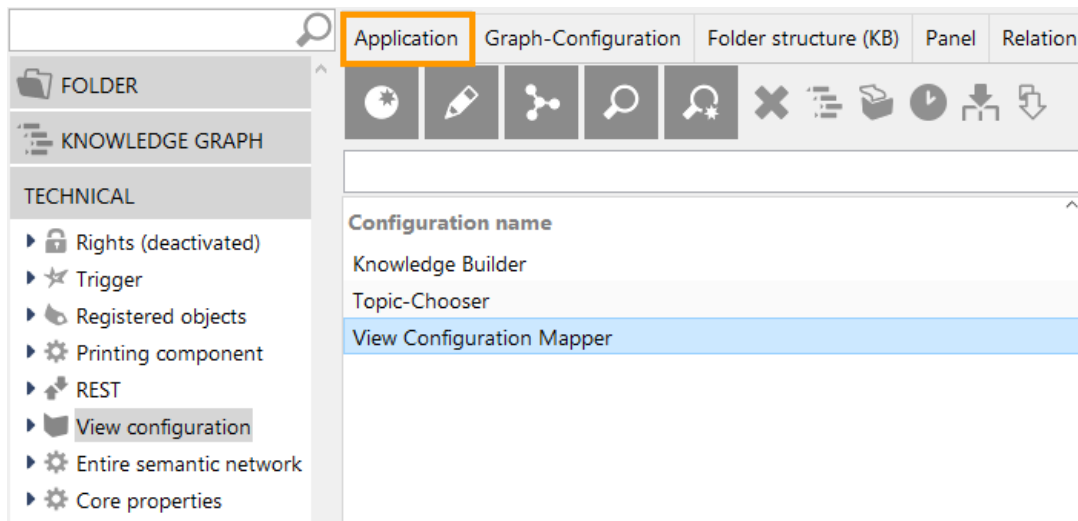 Application
Graph-Configuration
Folder structure (KB)
Panel
Relation
FOLDER
KNOWLEDGE GRAPH
TECHNICAL
Rights (deactivated)
Trigger
Registered objects
Printing component
REST
View configuration
Entire semantic network
Core properties
Configuration name
Knowledge Builder
Topic-Chooser
View Configuration Mapper